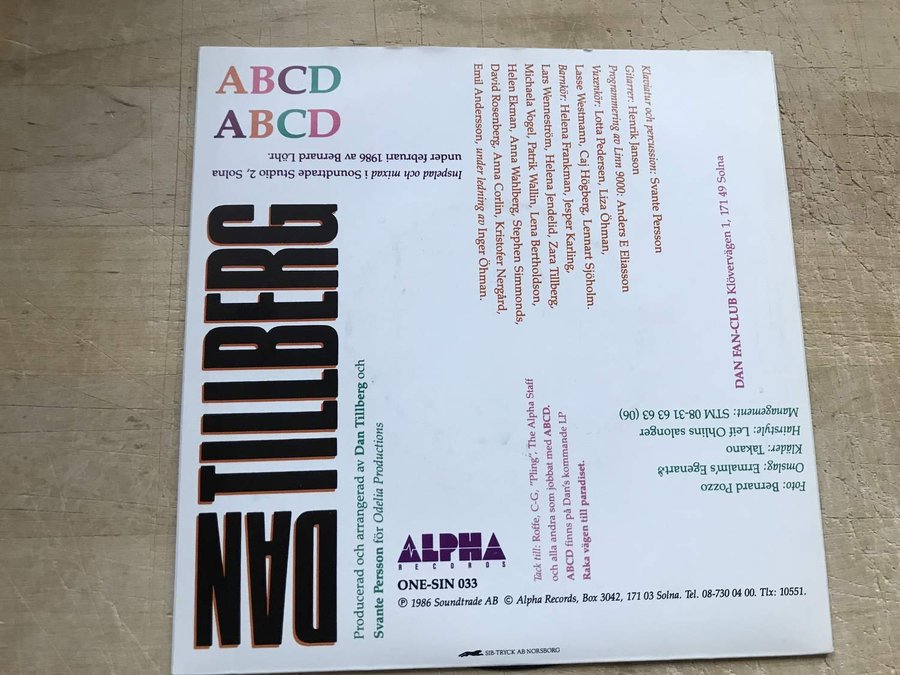 ABCD
ABCD
Inspelad och mixad i Soundtrade Studio 2, Solna
under februari 1986 av Bernard Löhr.
DAN TILLBERG
Producerad och arrangerad av Dan Tillberg och
Svante Persson för Odelia Productions
Klaviatur och percussion: Svante Persson
Gitarrer: Henrik Janson
Programmering av Linn 9000: Anders E Eliasson
Vuxenkör: Lotta Pedersen, Liza Öhman,
Lasse Westmann, Caj Högberg, Lennart Sjöholm.
Barnkör: Helena Frankman, Jesper Karling,
Lars Wenneström, Helena Jendelid, Zara Tillberg,
Michaela Vogel, Patrik Wallin, Lena Bertholdson,
Helen Ekman, Anna Wahlberg, Stephen Simmonds,
David Rosenberg, Anna Corlin, Kristofer Nergård,
Emil Andersson, under ledning av Inger Öhman.
DAN FAN-CLUB Klövervägen 1, 171 49 Solna
Foto: Bernard Pozzo
Omslag: Ermalm's Egenart
Kläder: Takano
Hairstyle: Leif Ohlins salonger
Management: STM 08-31 63 63 (06)
Tack till: Roffe, C-G, "Pling", The Alpha Staff
och alla andra som jobbat med ABCD.
ABCD finns på Dan's kommande LP
Raka vägen till paradiset.
ALPHA
RECORDS
ONE-SIN 033
℗ 1986 Soundtrade AB © Alpha Records, Box 3042, 171 03 Solna. Tel. 08-730 04 00. Tlx: 10551.
SIB-TRYCK AB NORSBORG